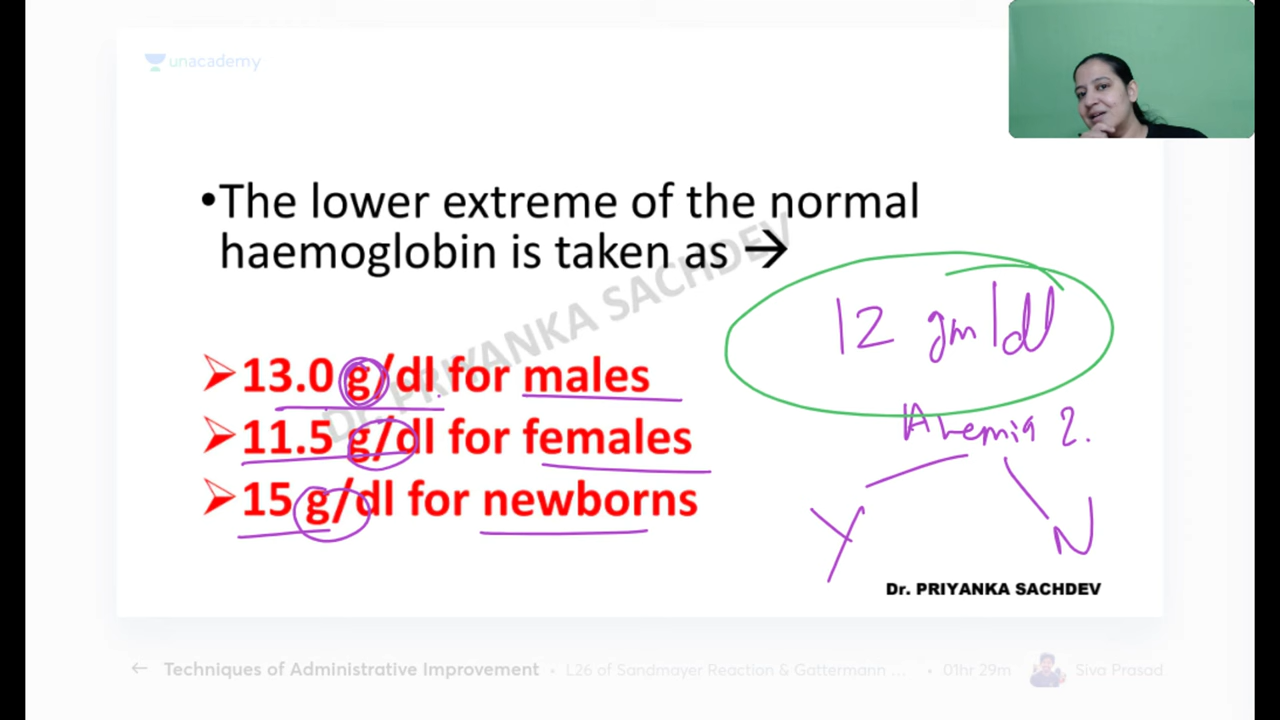 unacademy
•The lower extreme of the normal
haemoglobin is taken as →
12 gm/dl
➢13.0 g/dl for males
➢11.5 g/dl for females
➢15 g/dl for newborns
Anemia ?.
Y N
DR. PRIYANKA SACHDEV
Dr. PRIYANKA SACHDEV
← Techniques of Administrative Improvement • L26 of Sandmayer Reaction & Gattermann ... • 01hr 29m Siva Prasad